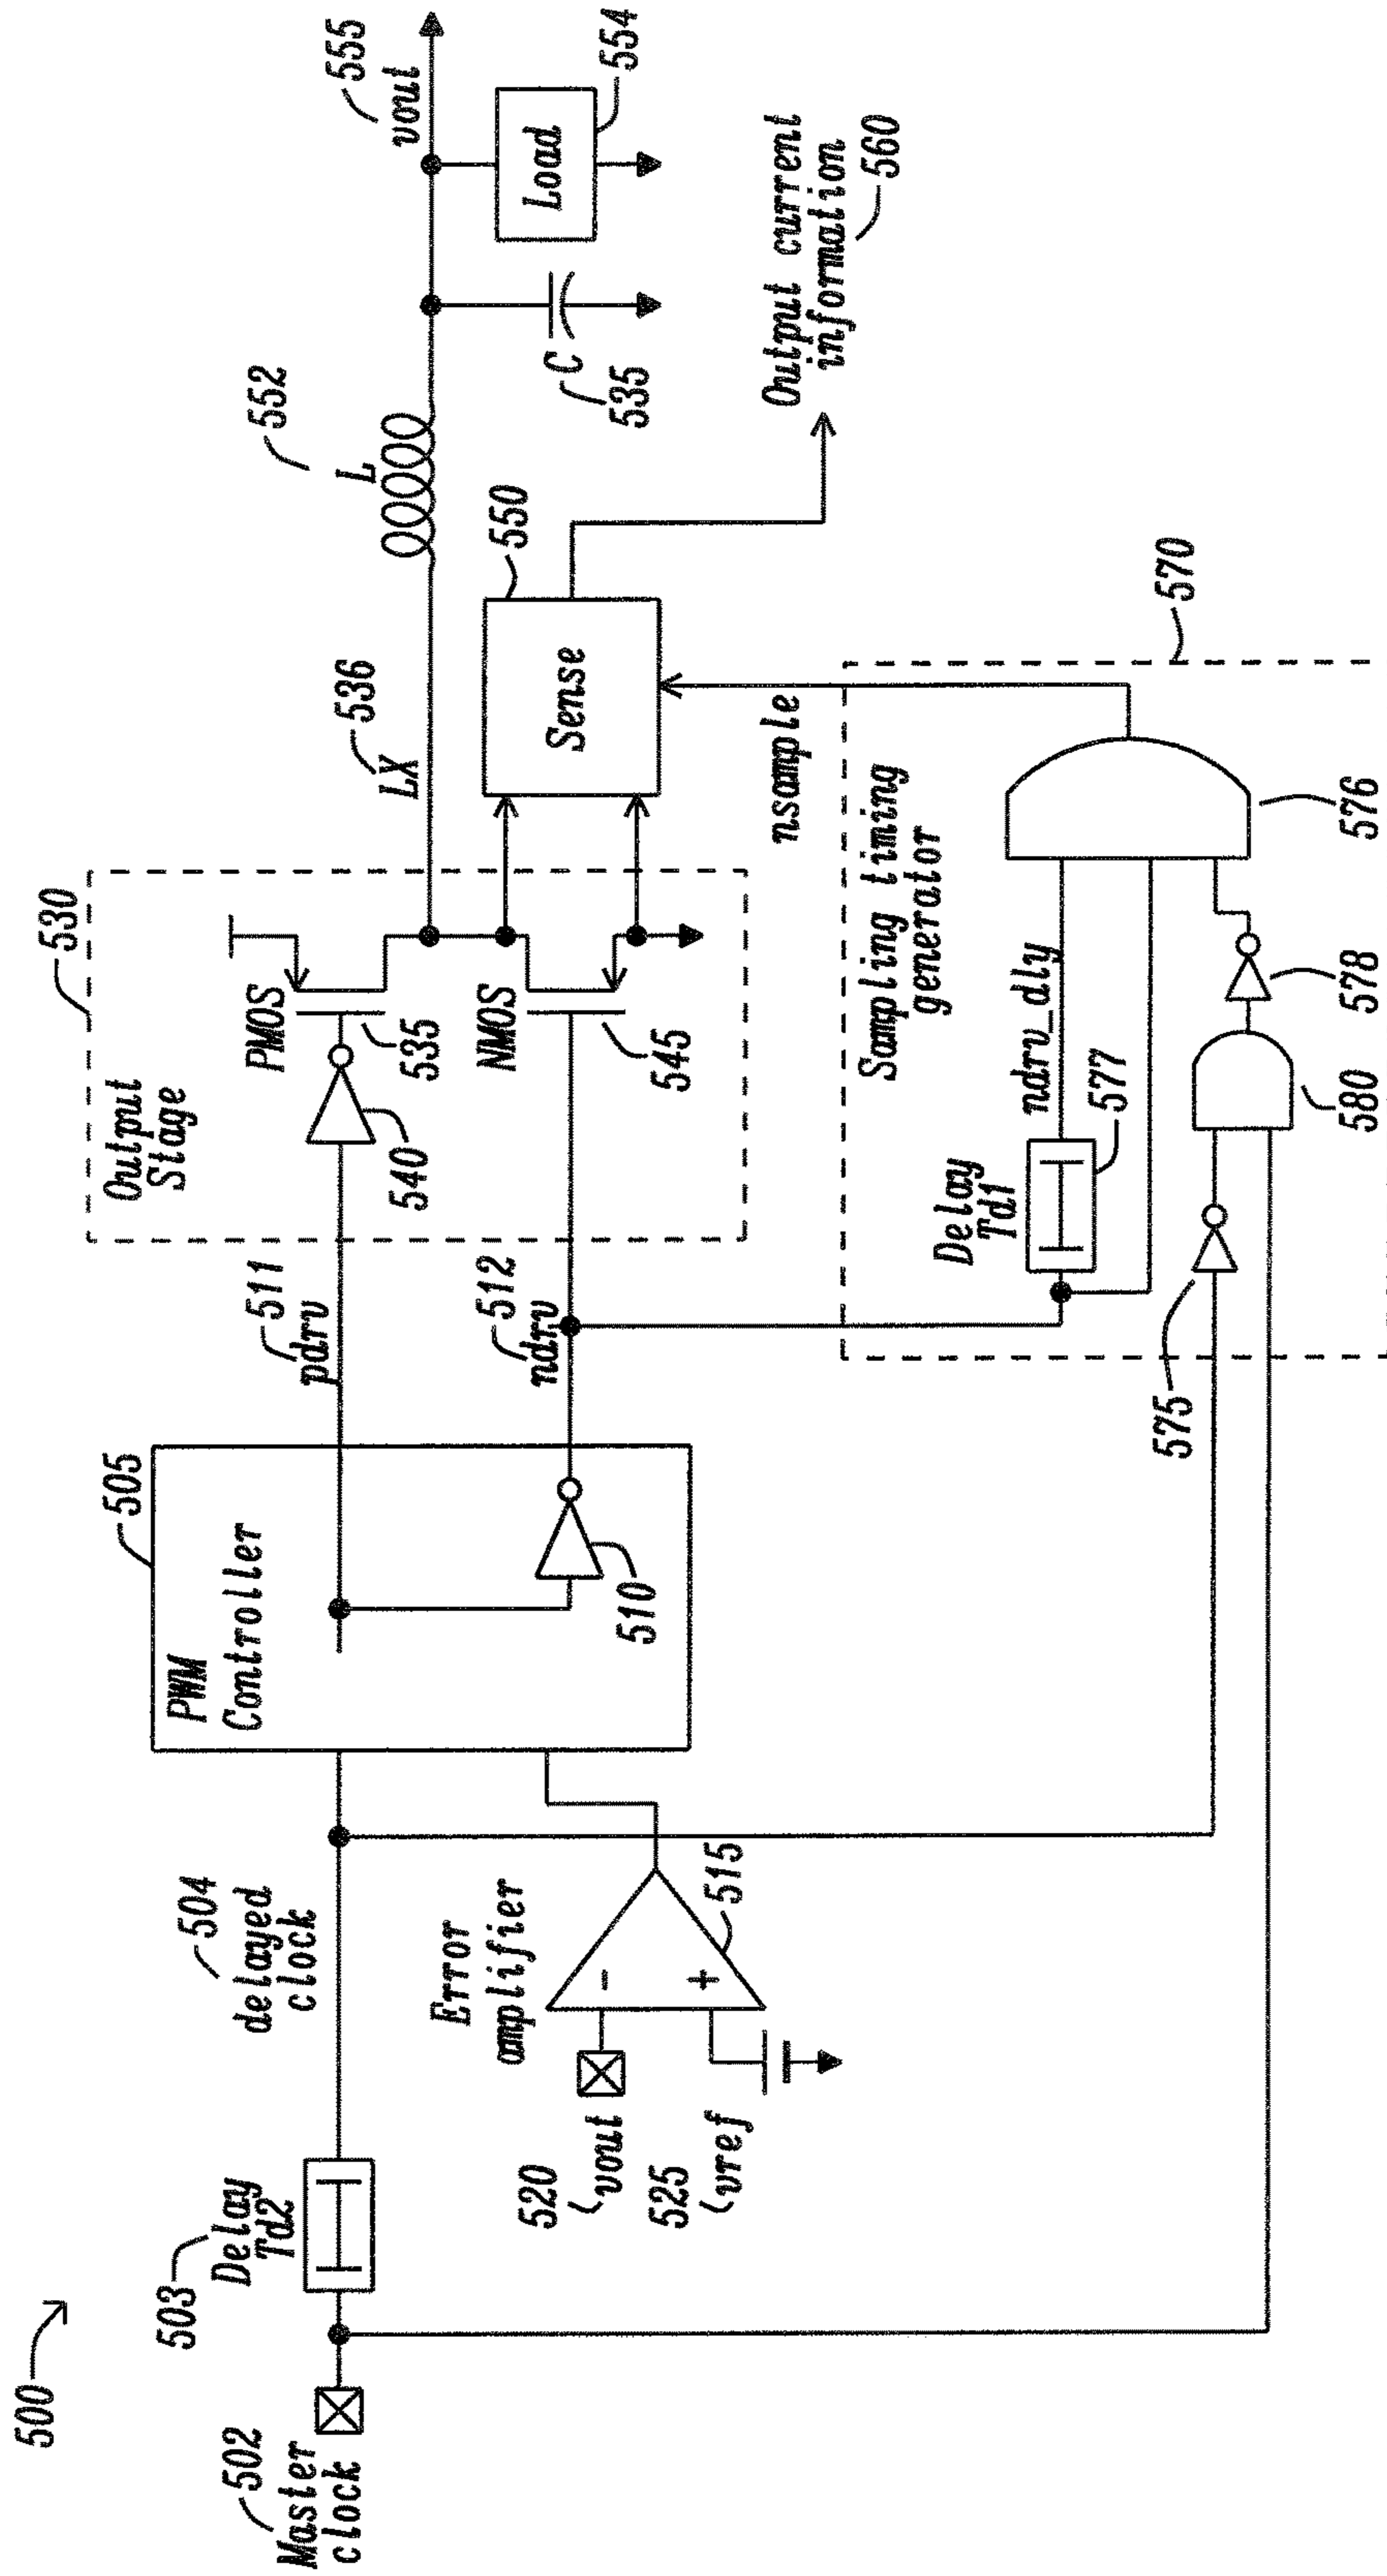 500
502
Master
clock
503
Delay
Td2
504
delayed
clock
505
PWM
Controller
510
Error
amplifier
-
+
515
520
vout
525
vref
511
pdrv
512
ndrv
530
Output
Stage
PMOS
535
540
NMOS
545
536
LX
Sense
550
552
L
C
535
555
vout
Load
554
Output current
information
560
nsample
570
Sampling timing
generator
Delay
Td1
577
ndrv_dly
575
580
578
576